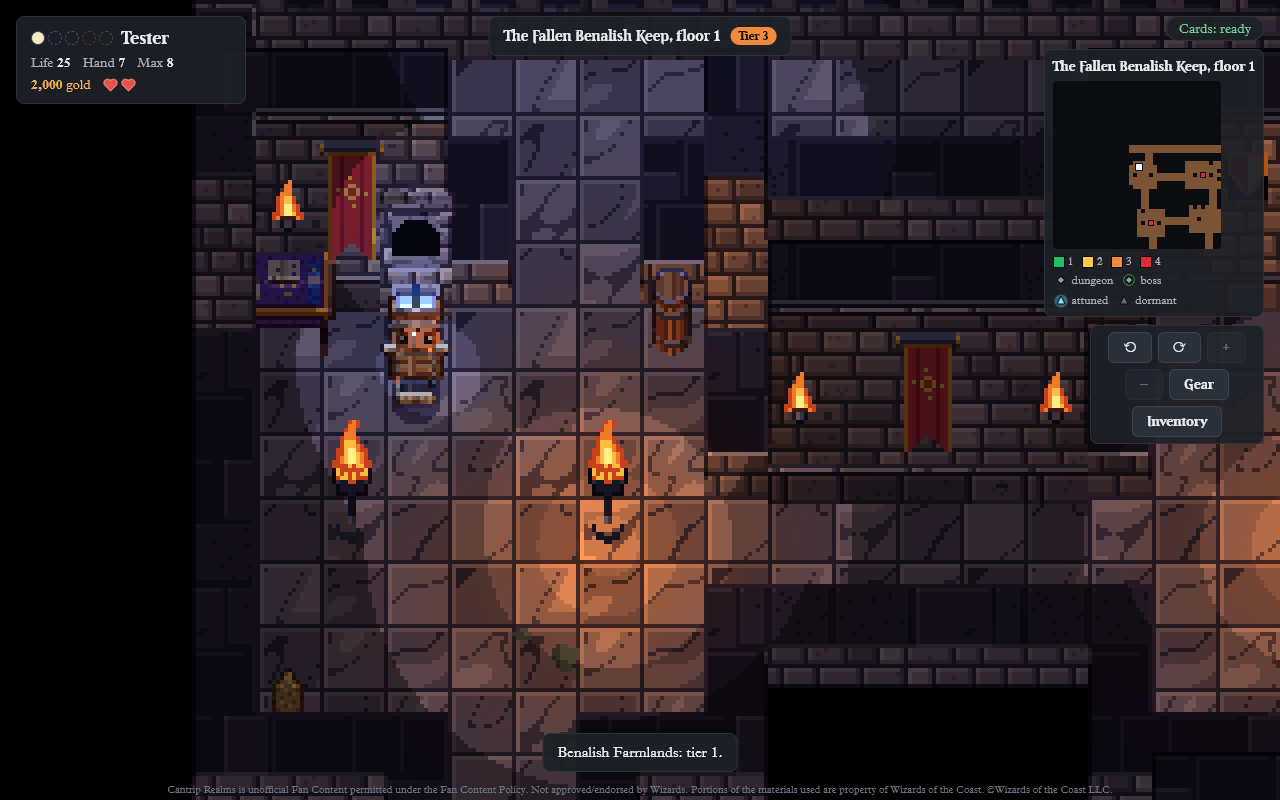 Tester
Life 25 Hand 7 Max 8
2,000 gold
The Fallen Benalish Keep, floor 1 Tier 3
Cards: ready
The Fallen Benalish Keep, floor 1
1 2 3 4
dungeon boss
attuned dormant
+
− Gear
Inventory
Benalish Farmlands: tier 1.
Cantrip Realms is unofficial Fan Content permitted under the Fan Content Policy. Not approved/endorsed by Wizards. Portions of the materials used are property of Wizards of the Coast. ©Wizards of the Coast LLC.